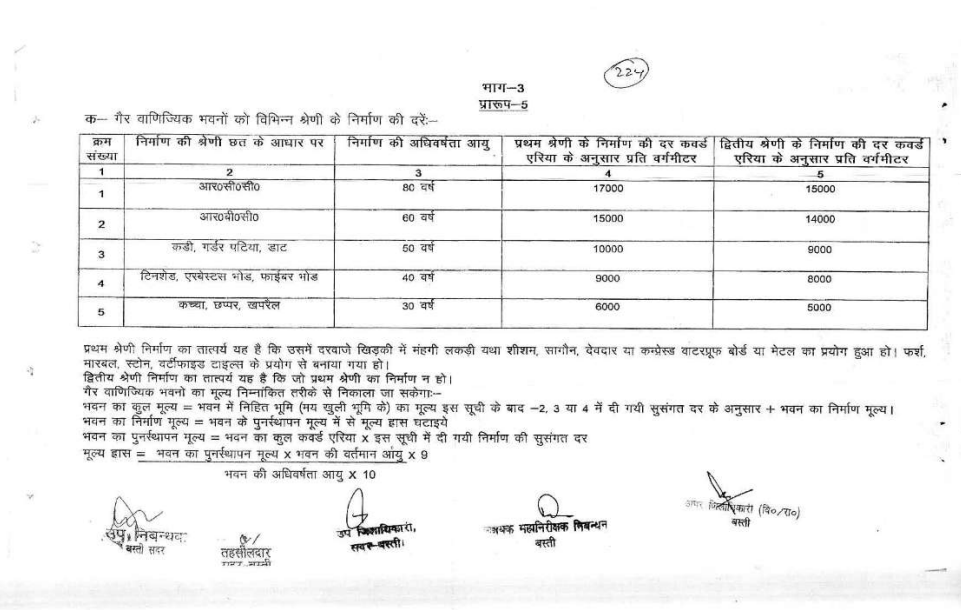 224
भाग–3
प्रारूप–5
क— गैर वाणिज्यिक भवनों को विभिन्न श्रेणी के निर्माण की दरें:–
क्रम संख्या | निर्माण की श्रेणी छत के आधार पर | निर्माण की अधिवर्षता आयु | प्रथम श्रेणी के निर्माण की दर कवर्ड एरिया के अनुसार प्रति वर्गमीटर | द्वितीय श्रेणी के निर्माण की दर कवर्ड एरिया के अनुसार प्रति वर्गमीटर
1 | 2 | 3 | 4 | 5
1 | आर0सी0सी0 | 80 वर्ष | 17000 | 15000
2 | आर0बी0सी0 | 60 वर्ष | 15000 | 14000
3 | कडी, गर्डर पटिया, डाट | 50 वर्ष | 10000 | 9000
4 | टिनशेड, एस्बेस्टस भोड, फाईबर भोड | 40 वर्ष | 9000 | 8000
5 | कच्चा, छप्पर, खपरैल | 30 वर्ष | 6000 | 5000
प्रथम श्रेणी निर्माण का तात्पर्य यह है कि उसमें दरवाजे खिड़की में मंहगी लकड़ी यथा शीशम, सागौन, देवदार या कम्प्रेस्ड वाटरप्रूफ बोर्ड या मेटल का प्रयोग हुआ हो। फर्श,
मारबल, स्टोन, वर्टीफाइड टाइल्स के प्रयोग से बनाया गया हो।
द्वितीय श्रेणी निर्माण का तात्पर्य यह है कि जो प्रथम श्रेणी का निर्माण न हो।
गैर वाणिज्यिक भवनो का मूल्य निम्नांकित तरीके से निकाला जा सकेगाः–
भवन का कुल मूल्य = भवन में निहित भूमि (मय खुली भूमि के) का मूल्य इस सूची के बाद –2, 3 या 4 में दी गयी सुसंगत दर के अनुसार + भवन का निर्माण मूल्य।
भवन का निर्माण मूल्य = भवन के पुनर्स्थापन मूल्य में से मूल्य हास घटाइये
भवन का पुनर्स्थापन मूल्य = भवन का कुल कवर्ड एरिया x इस सूची में दी गयी निर्माण की सुसंगत दर
मूल्य हास = भवन का पुनर्स्थापन मूल्य x भवन की वर्तमान आयु x 9
भवन की अधिवर्षता आयु X 10
उप निबन्धक
बस्ती सदर
तहसीलदार
सदर–बस्ती
उप जिलाधिकारी,
सदर–बस्ती।
सहायक महानिरीक्षक निबन्धन
बस्ती
अपर जिलाधिकारी (वि०/रा०)
बस्ती